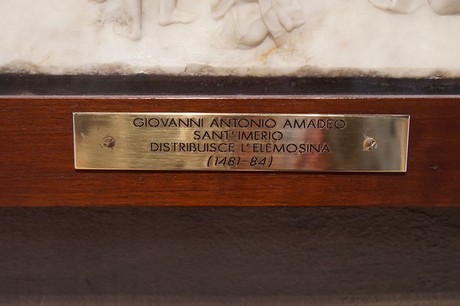 GIOVANNI ANTONIO AMADEO
SANT'IMERIO
DISTRIBUISCE L'ELEMOSINA
(1481-84)